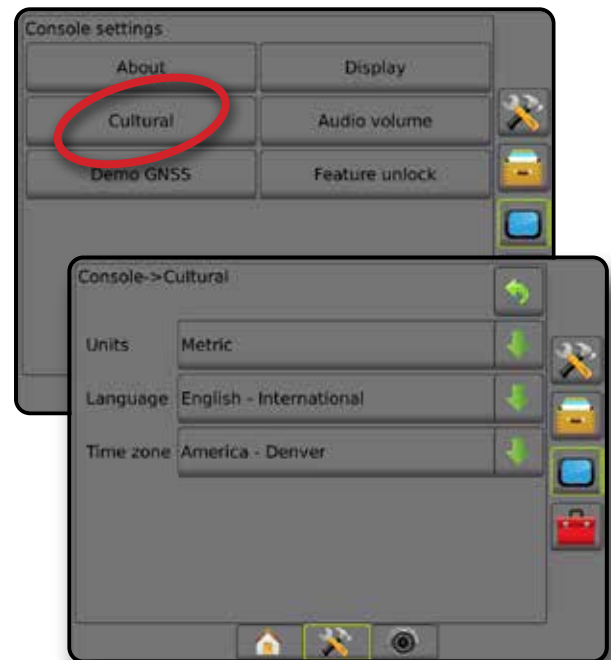 Console settings
About
Display
Cultural
Audio volume
Demo GNSS
Feature unlock
Console->Cultural
Units Metric
Language English - International
Time zone America - Denver